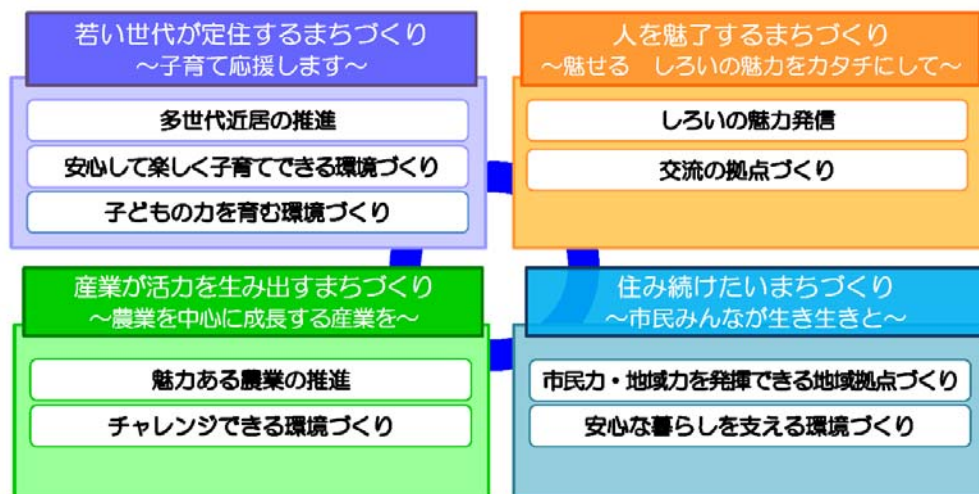 若い世代が定住するまちづくり
～子育て応援します～
多世代近居の推進
安心して楽しく子育てできる環境づくり
子どもの力を育む環境づくり
人を魅了するまちづくり
～魅せる　しろいの魅力をカタチにして～
しろいの魅力発信
交流の拠点づくり
産業が活力を生み出すまちづくり
～農業を中心に成長する産業を～
魅力ある農業の推進
チャレンジできる環境づくり
住み続けたいまちづくり
～市民みんなが生き生きと～
市民力・地域力を発揮できる地域拠点づくり
安心な暮らしを支える環境づくり